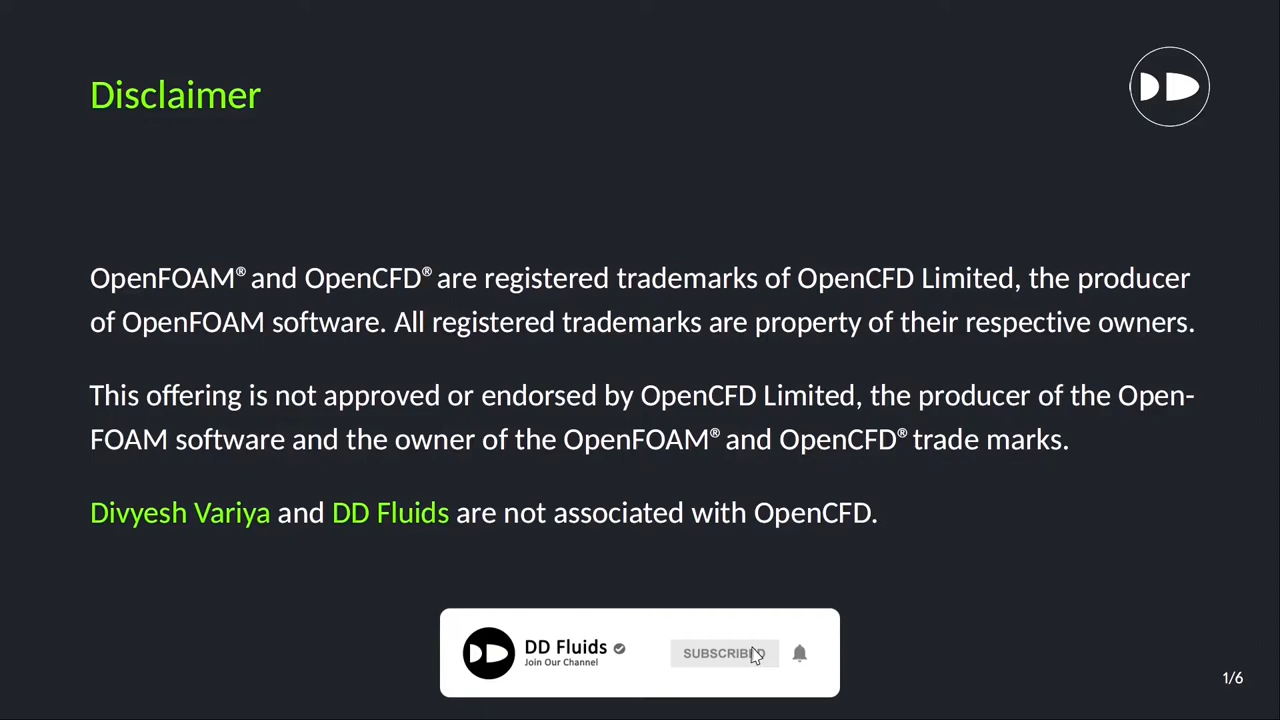 Disclaimer
OpenFOAM® and OpenCFD® are registered trademarks of OpenCFD Limited, the producer
of OpenFOAM software. All registered trademarks are property of their respective owners.
This offering is not approved or endorsed by OpenCFD Limited, the producer of the Open-
FOAM software and the owner of the OpenFOAM® and OpenCFD® trade marks.
Divyesh Variya and DD Fluids are not associated with OpenCFD.
DD Fluids
Join Our Channel
SUBSCRIBED
1/6